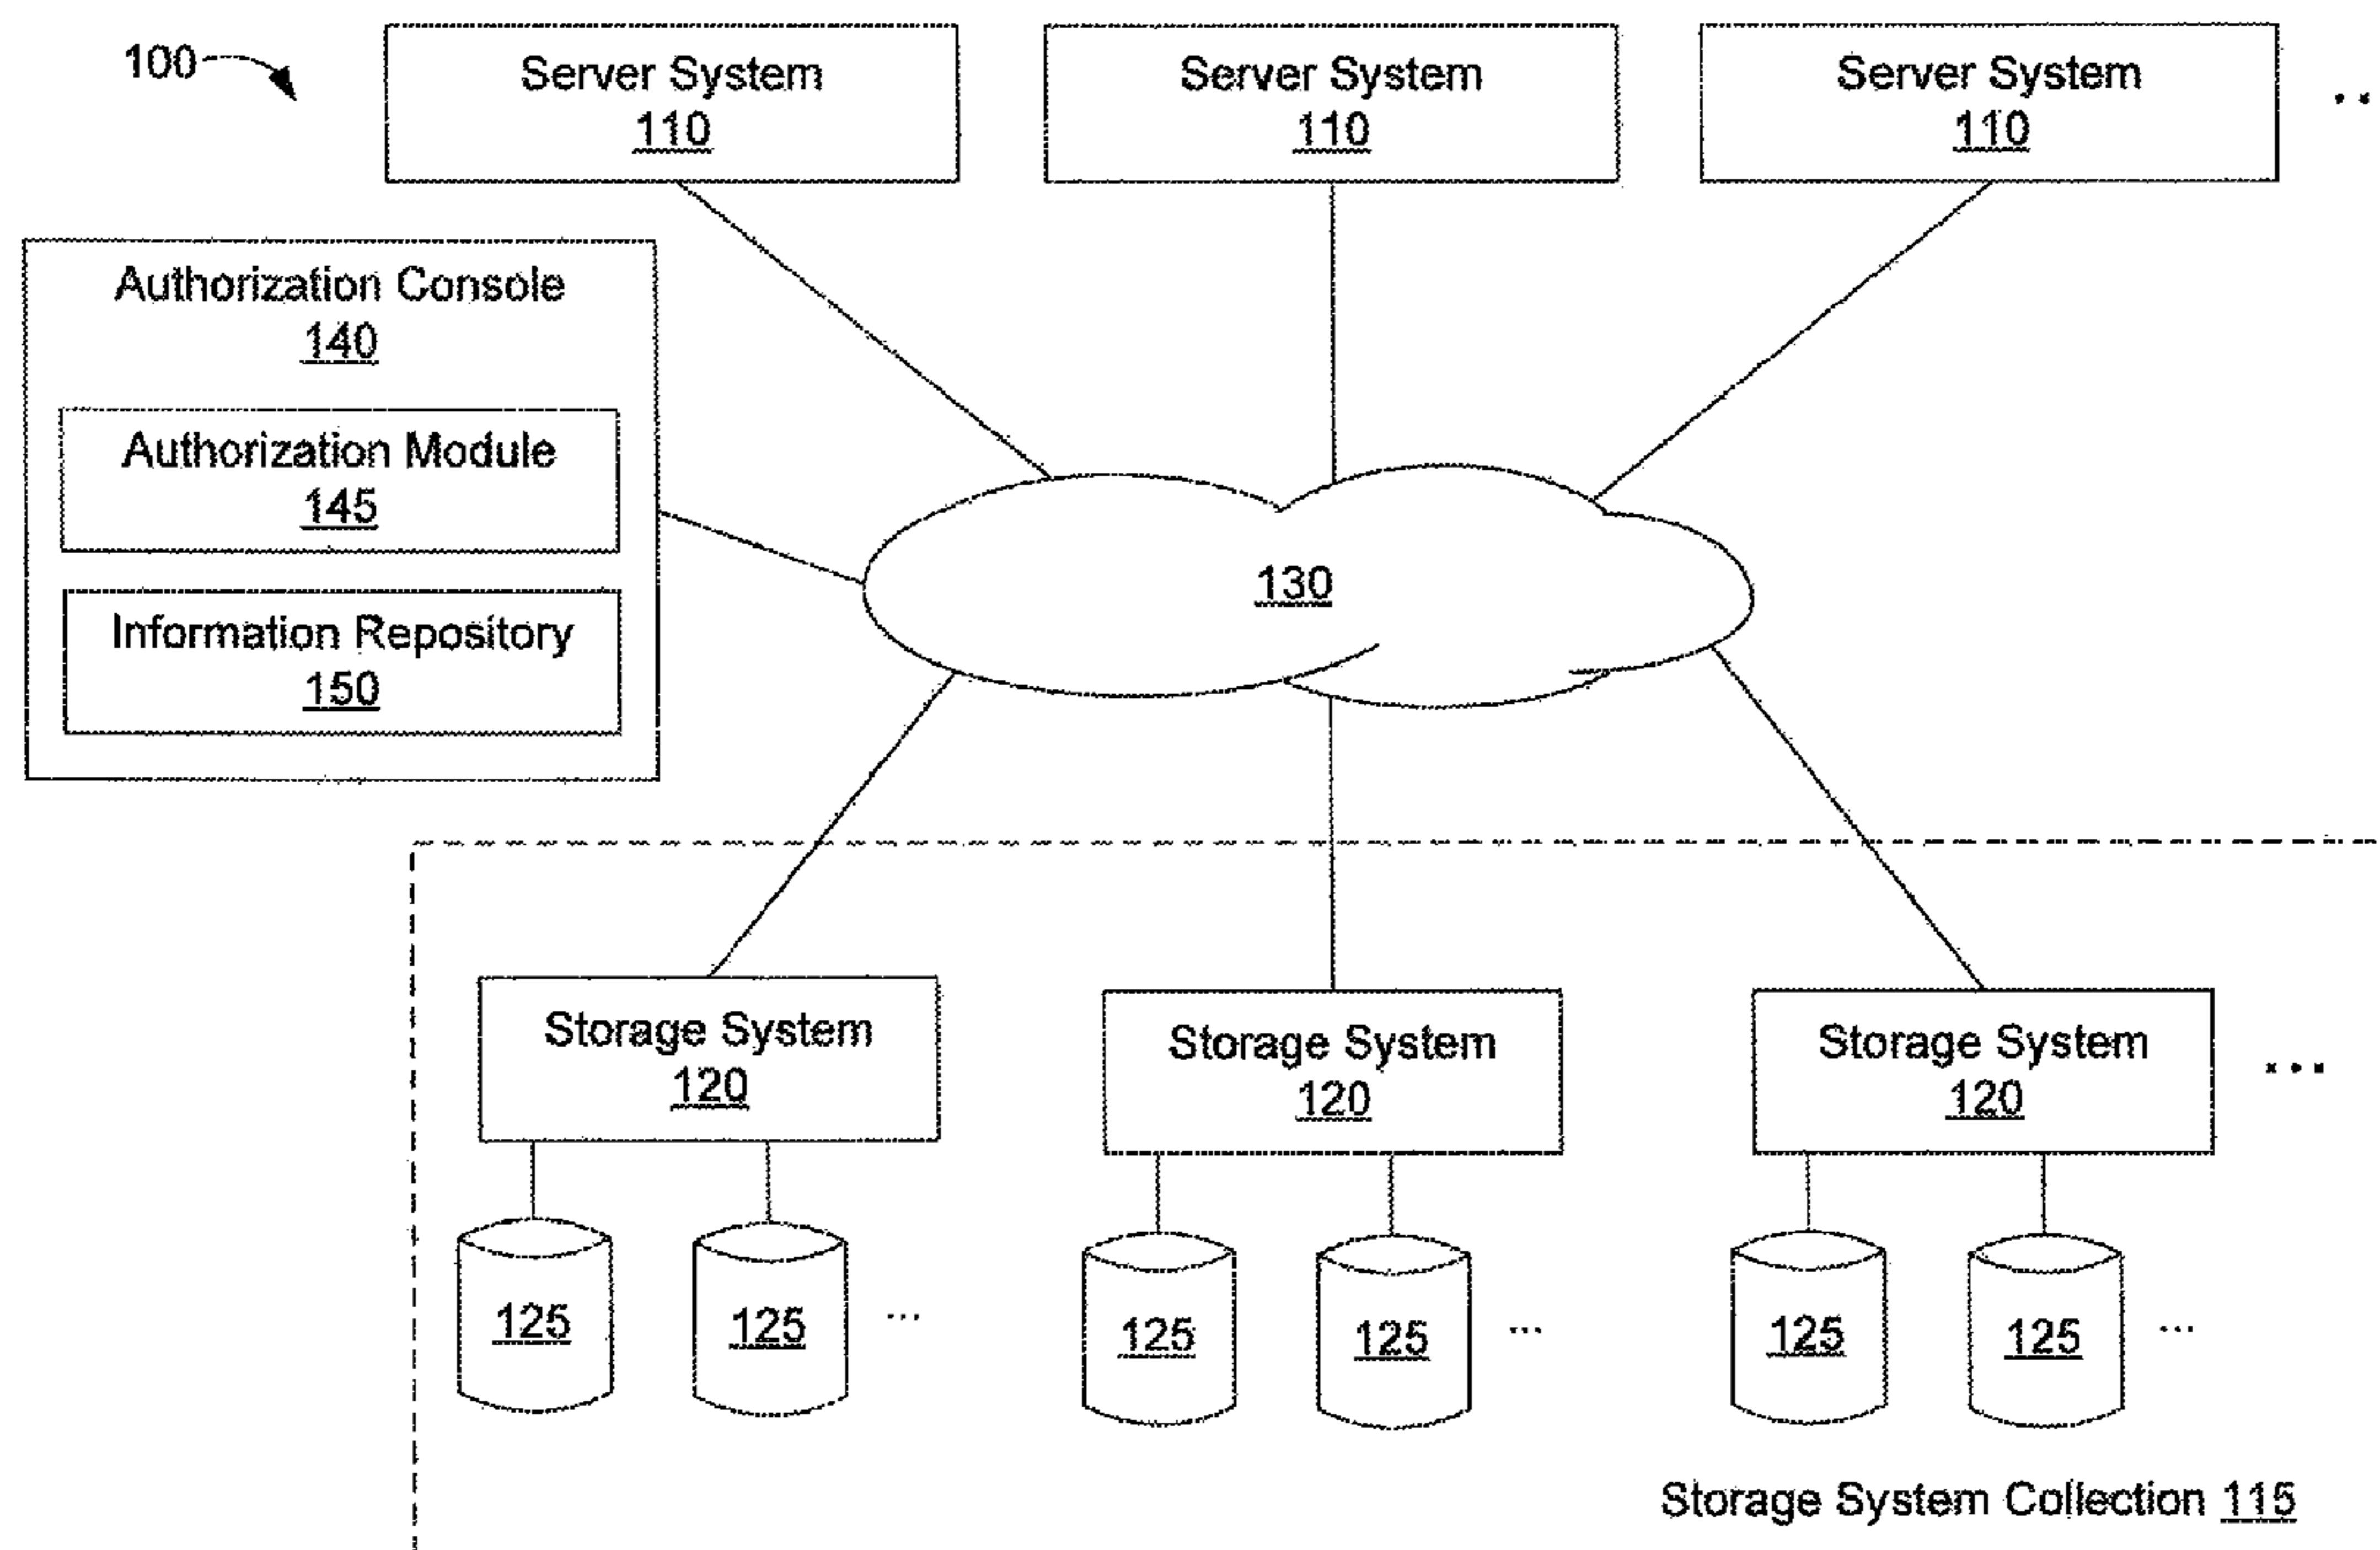 100
Server System
110
Server System
110
Server System
110
Authorization Console
140
Authorization Module
145
Information Repository
150
130
Storage System
120
Storage System
120
Storage System
120
...
125
125
...
125
125
...
125
125
...
Storage System Collection 115